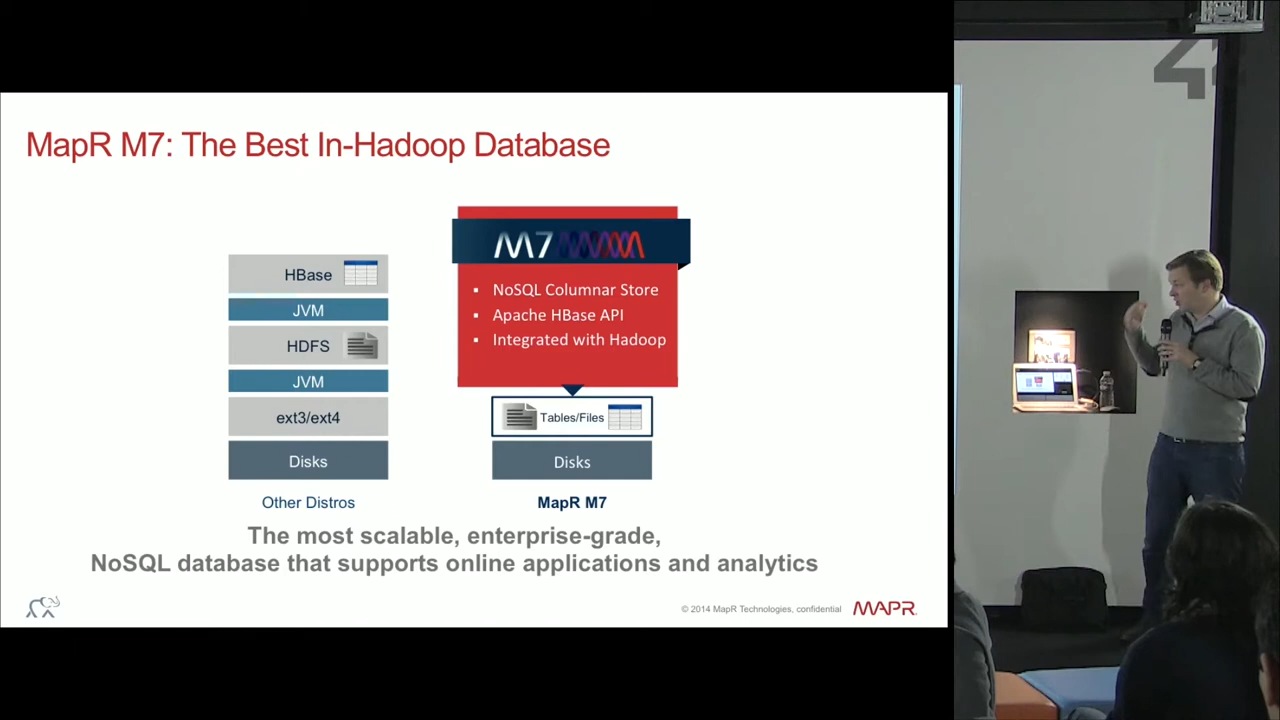 MapR M7: The Best In-Hadoop Database
HBase
JVM
HDFS
JVM
ext3/ext4
Disks
Other Distros
M7
▪ NoSQL Columnar Store
▪ Apache HBase API
▪ Integrated with Hadoop
Tables/Files
Disks
MapR M7
The most scalable, enterprise-grade,
NoSQL database that supports online applications and analytics
© 2014 MapR Technologies, confidential
MAPR
42